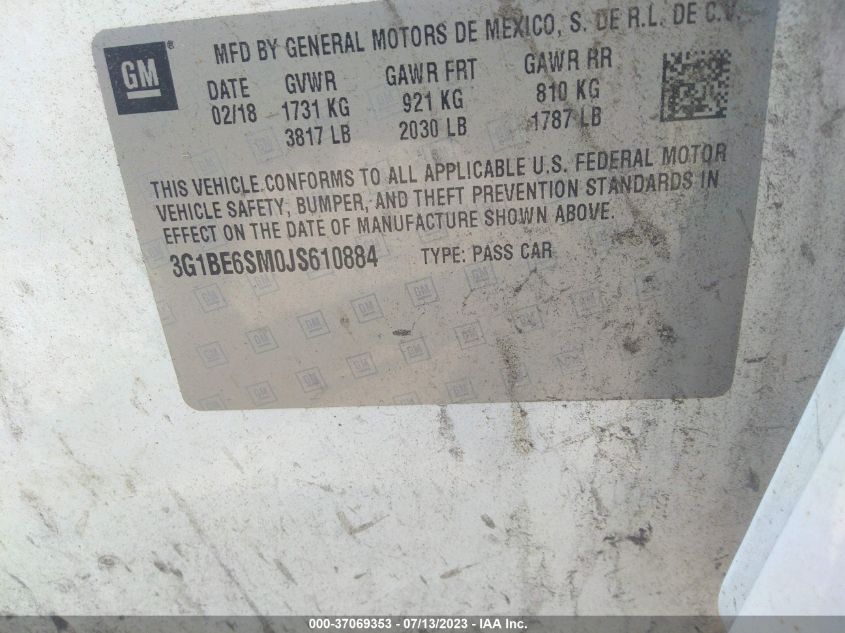 GM®
MFD BY GENERAL MOTORS DE MEXICO, S. DE R.L. DE C.V.
DATE GVWR GAWR FRT GAWR RR
02/18 1731 KG 921 KG 810 KG
3817 LB 2030 LB 1787 LB
THIS VEHICLE CONFORMS TO ALL APPLICABLE U.S. FEDERAL MOTOR
VEHICLE SAFETY, BUMPER, AND THEFT PREVENTION STANDARDS IN
EFFECT ON THE DATE OF MANUFACTURE SHOWN ABOVE.
3G1BE6SM0JS610884 TYPE: PASS CAR
000-37069353 - 07/13/2023 - IAA Inc.